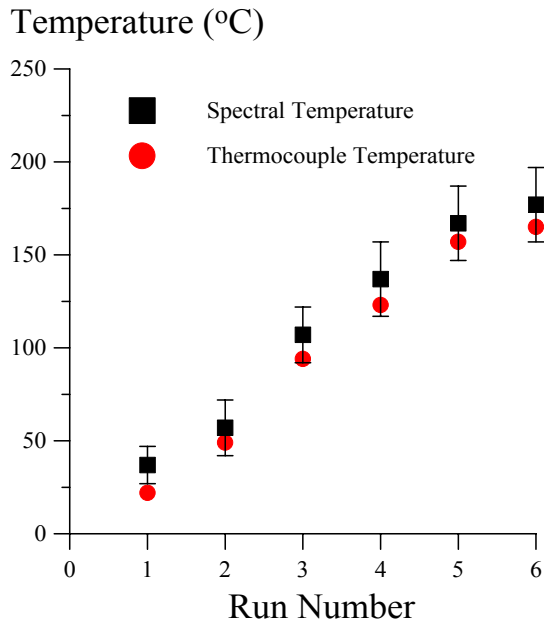 Temperature (ºC)
250
Spectral Temperature
Thermocouple Temperature
200
150
100
50
0
0 1 2 3 4 5 6
Run Number